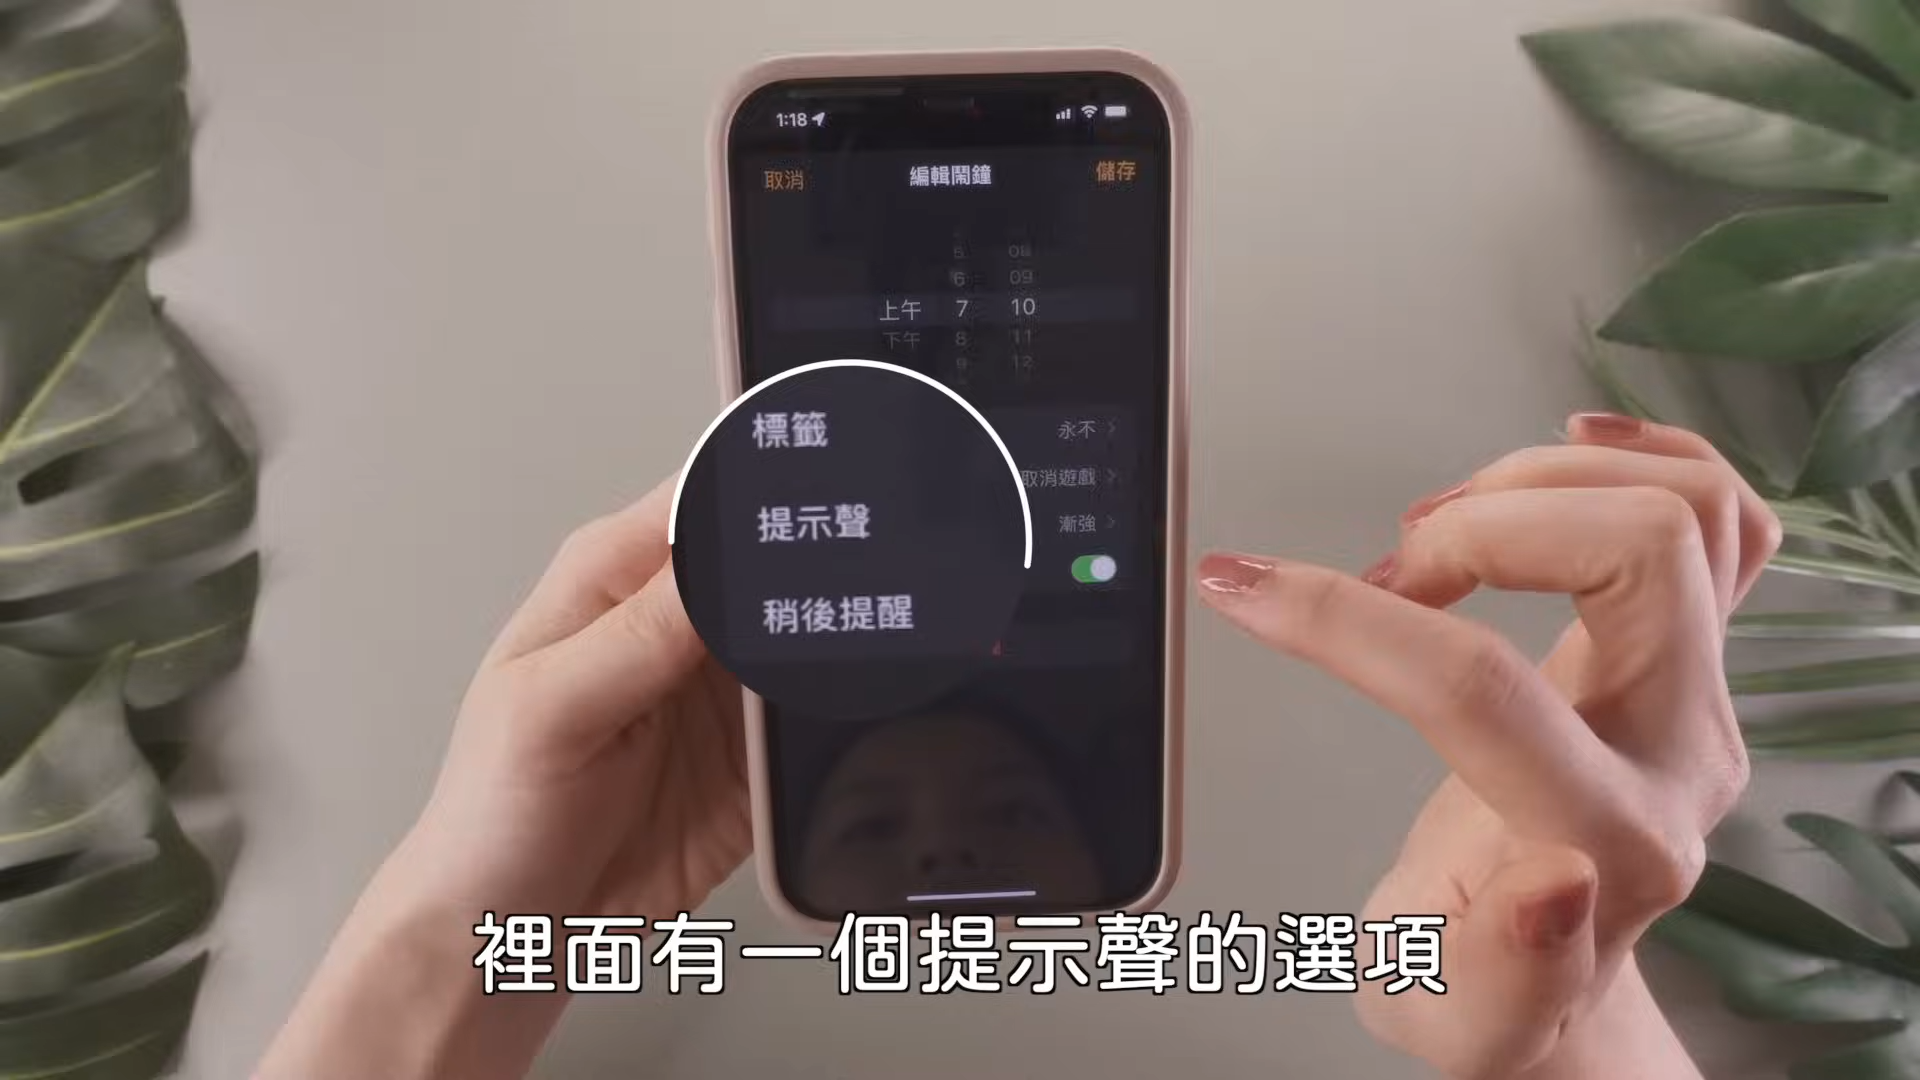 1:18
取消 編輯鬧鐘 儲存
6 09
上午 7 10
下午 8 11
9 12
永不
標籤 取消遊戲
提示聲 漸強
稍後提醒
裡面有一個提示聲的選項